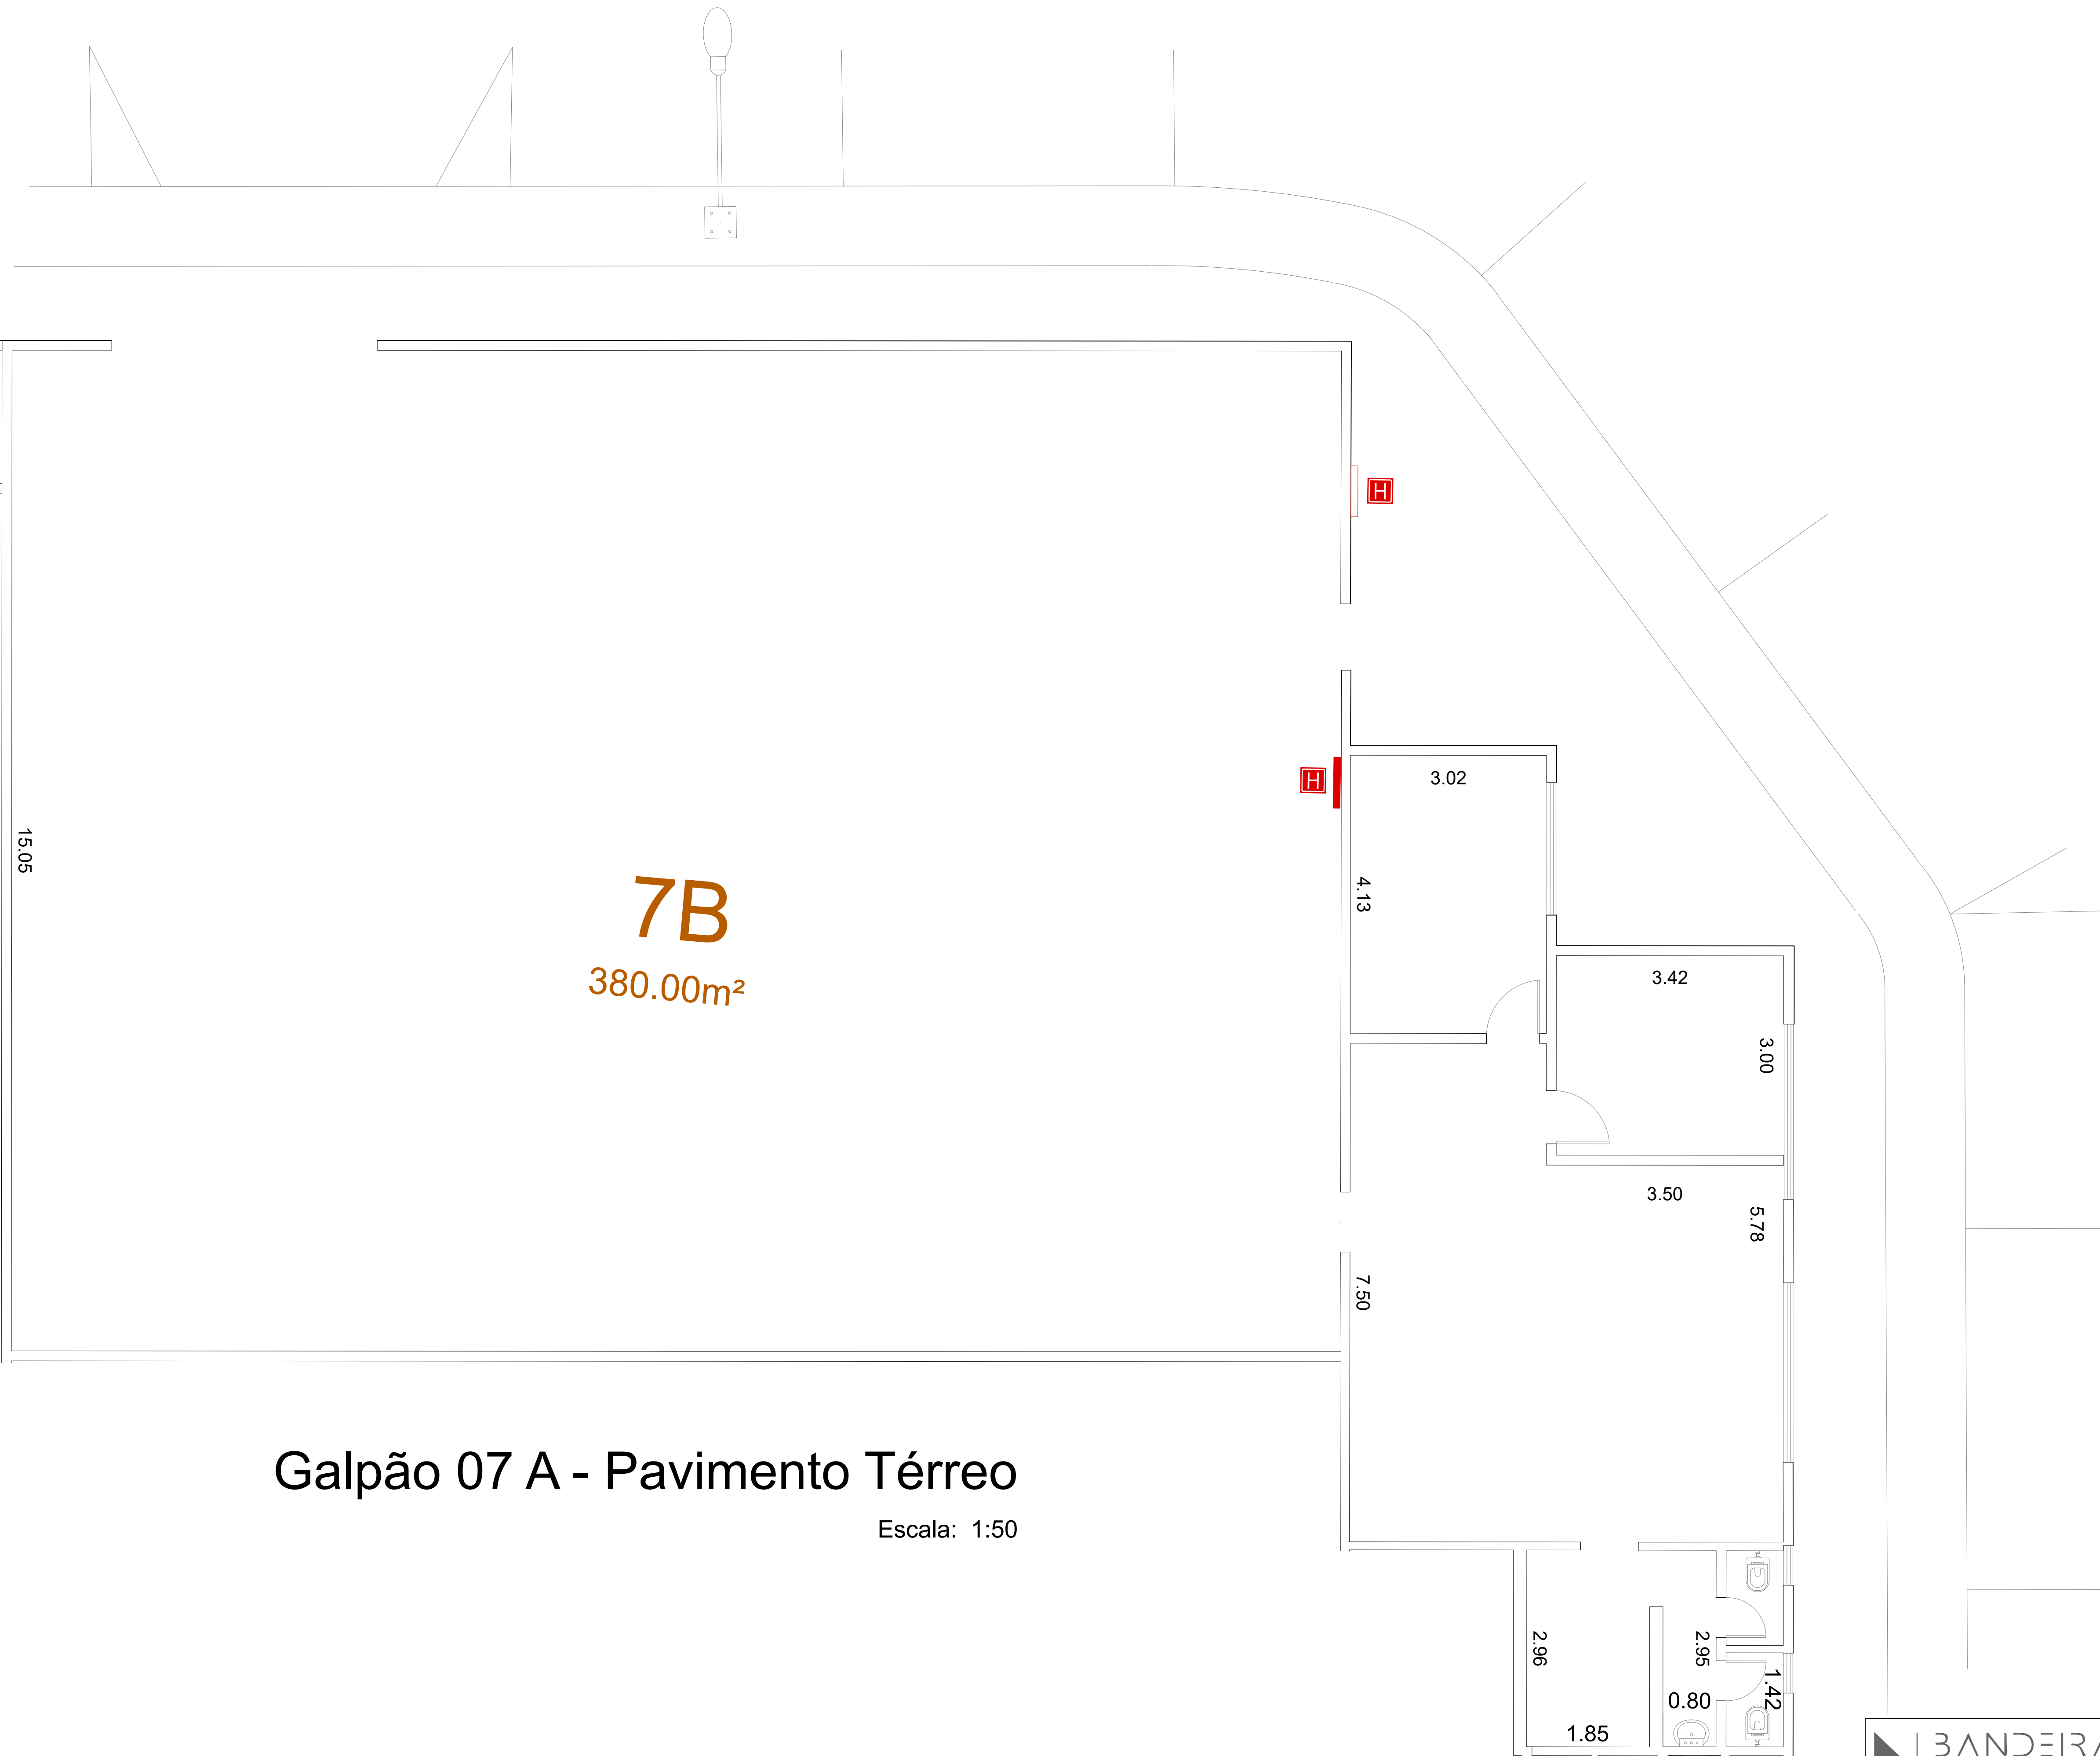 H
3.02
H
15.05
4.13
7B
380.00m²
3.42
3.00
3.50
5.78
7.50
Galpão 07 A - Pavimento Térreo
Escala: 1:50
2.96
2.95
1.42
0.80
1.85
BANDEIRA